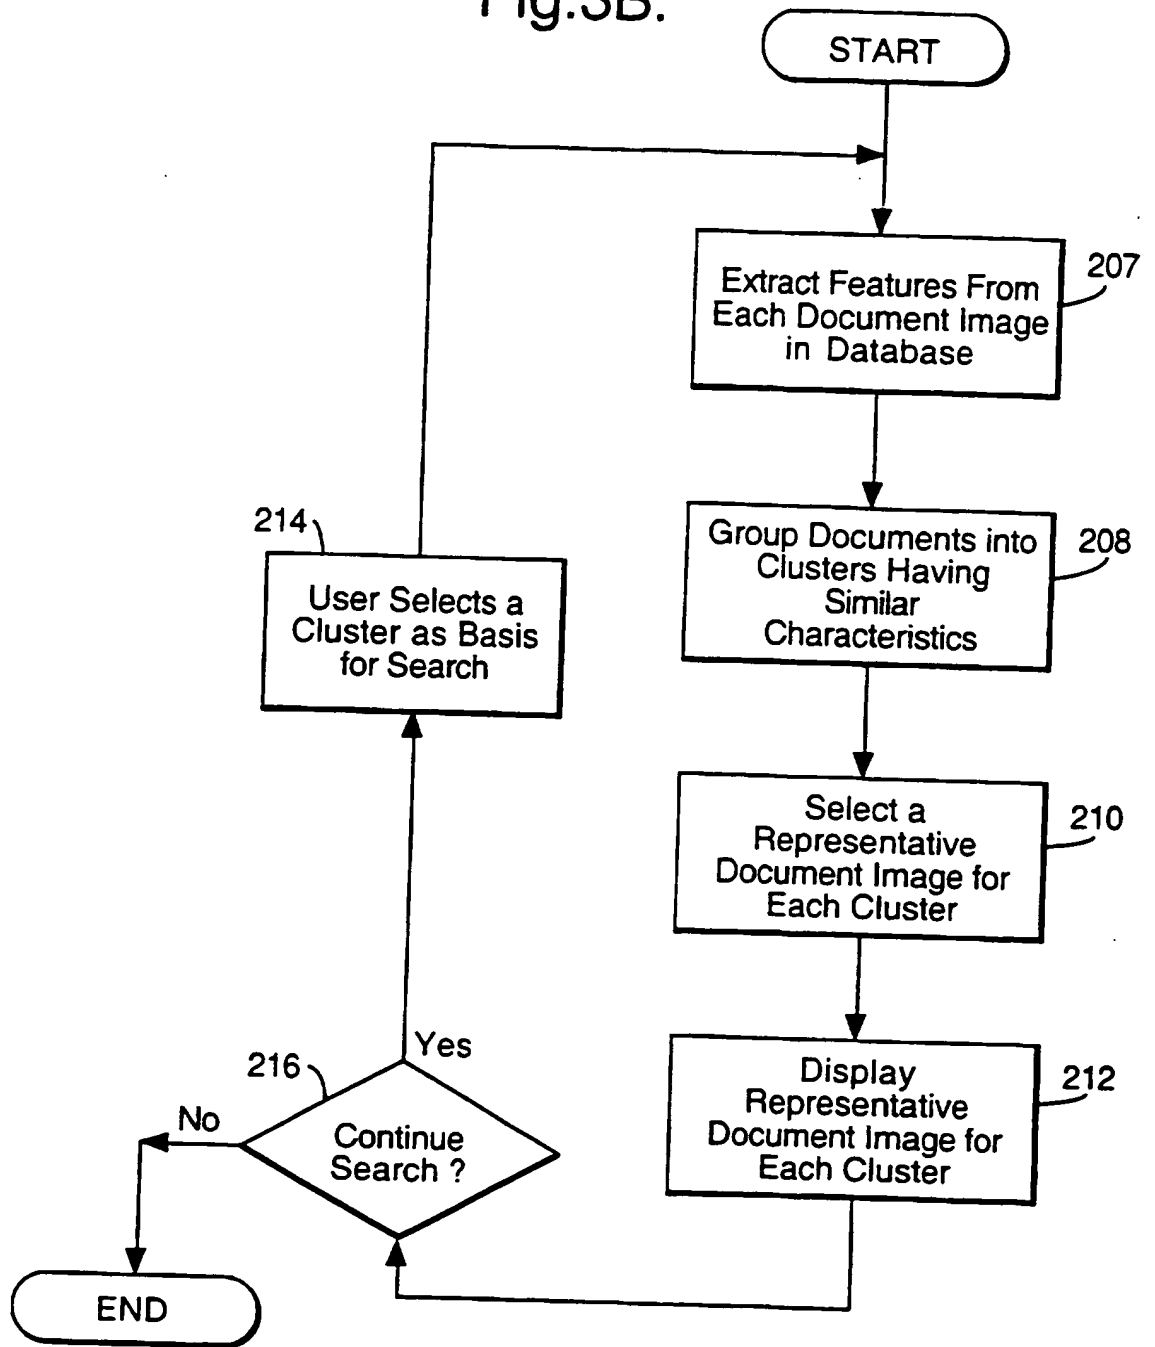 Fig.3B.
START
207
Extract Features From
Each Document Image
in Database
208
Group Documents into
Clusters Having
Similar
Characteristics
214
User Selects a
Cluster as Basis
for Search
210
Select a
Representative
Document Image for
Each Cluster
212
Display
Representative
Document Image for
Each Cluster
216
Yes
No
Continue
Search ?
END